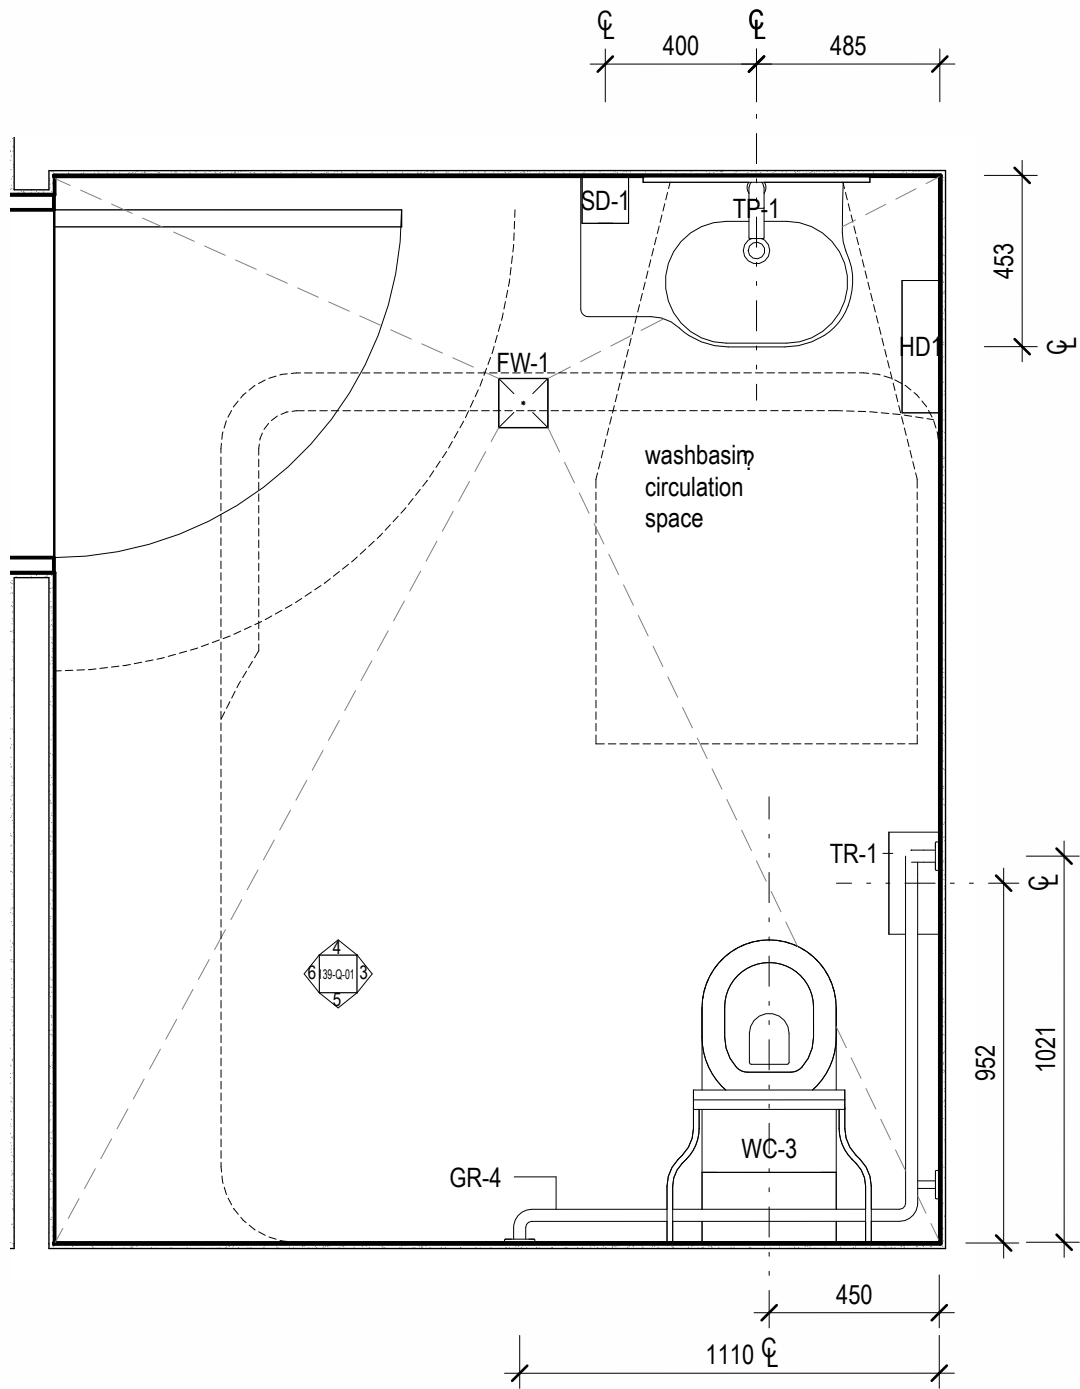 ℄ ℄
400 485
SD-1 TP-1
453
HD1 ℄
FW-1
washbasin?
circulation
space
TR-1
℄
4
6 139-Q-01 3
5
952 1021
WC-3
GR-4
450
1110 ℄